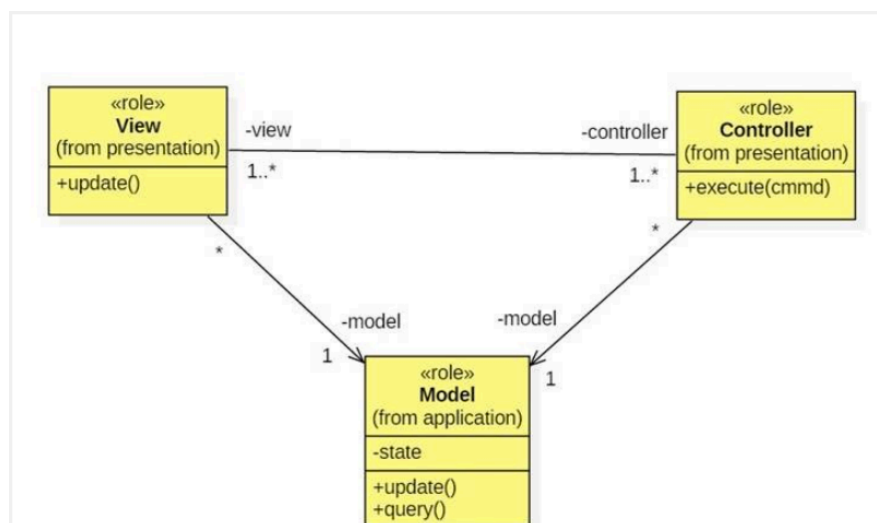 «role»
View
(from presentation)
+update()
-view
1..*
-controller
1..*
«role»
Controller
(from presentation)
+execute(cmmd)
*
-model
1
*
-model
1
«role»
Model
(from application)
-state
+update()
+query()